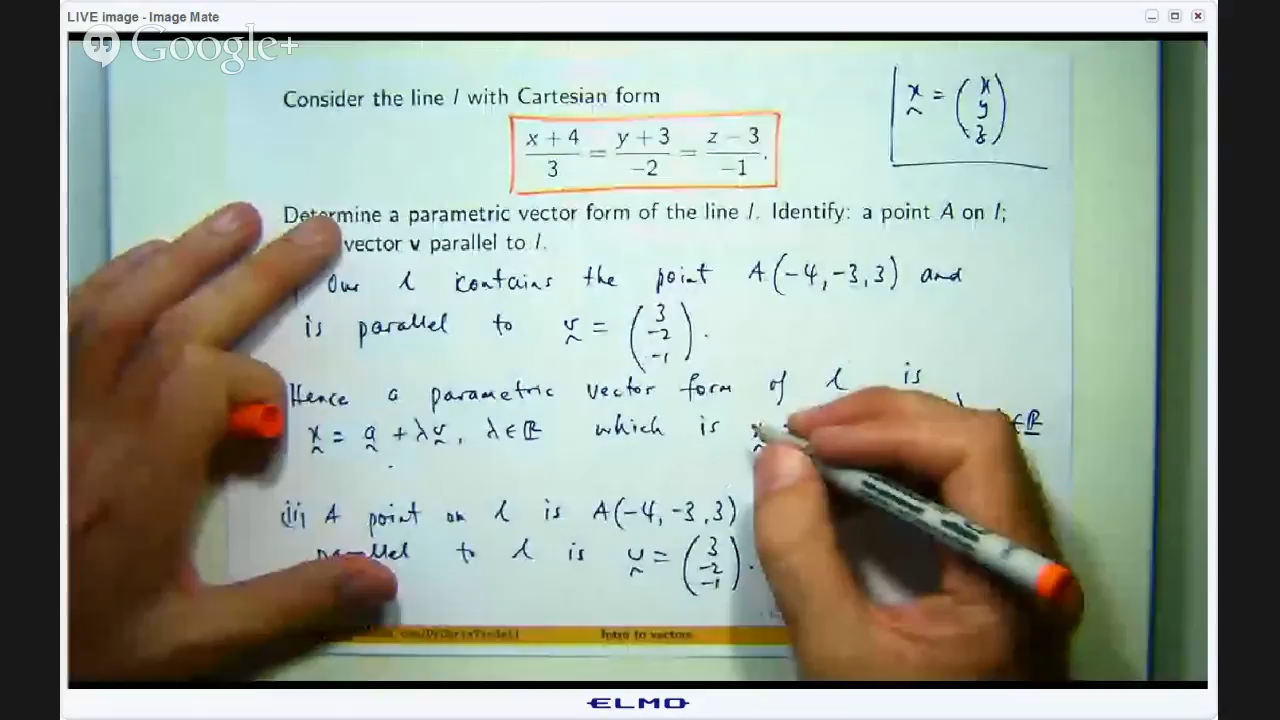 LIVE image - Image Mate
Google+
Consider the line l with Cartesian form
x + 4 / 3 = y + 3 / -2 = z - 3 / -1.
x = (x y z)
Determine a parametric vector form of the line l. Identify: a point A on l;
vector v parallel to l.
Our l contains the point A(-4, -3, 3) and
is parallel to v = (3 -2 -1).
Hence a parametric vector form of l is
x = a + λv, λ∈ℝ which is x ∈ℝ
(ii) A point on l is A(-4, -3, 3)
parallel to l is v = (3 -2 -1).
Intro to vectors
ELMO